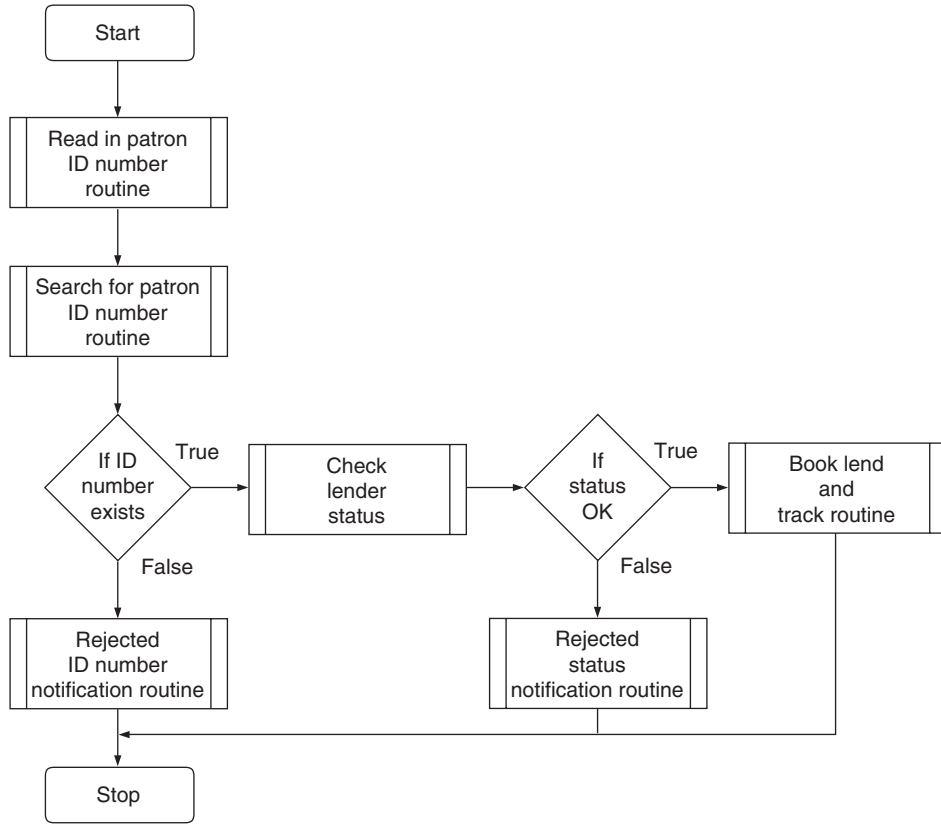 Start
Read in patron
ID number
routine
Search for patron
ID number
routine
If ID
number
exists
True
False
Check
lender
status
If
status
OK
True
False
Book lend
and
track routine
Rejected
ID number
notification routine
Rejected
status
notification routine
Stop